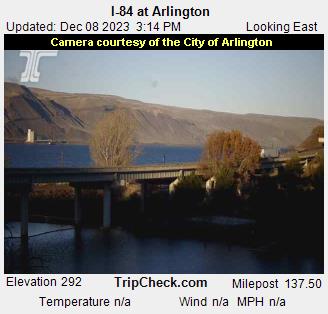 I-84 at Arlington
Updated: Dec 08 2023 3:14 PM Looking East
Camera courtesy of the City of Arlington
Elevation 292 TripCheck.com Milepost 137.50
Temperature n/a Wind n/a MPH n/a